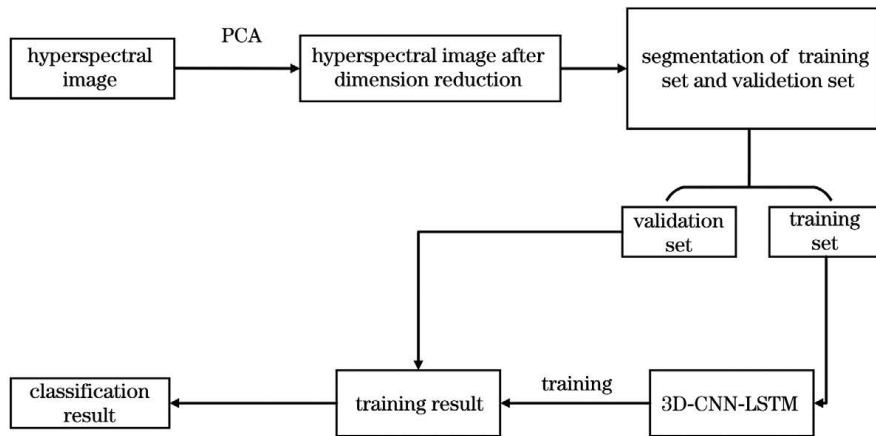 PCA
hyperspectral
image
hyperspectral image after
dimension reduction
segmentation of training
set and validetion set
validation
set
training
set
classification
result
training result
training
3D-CNN-LSTM